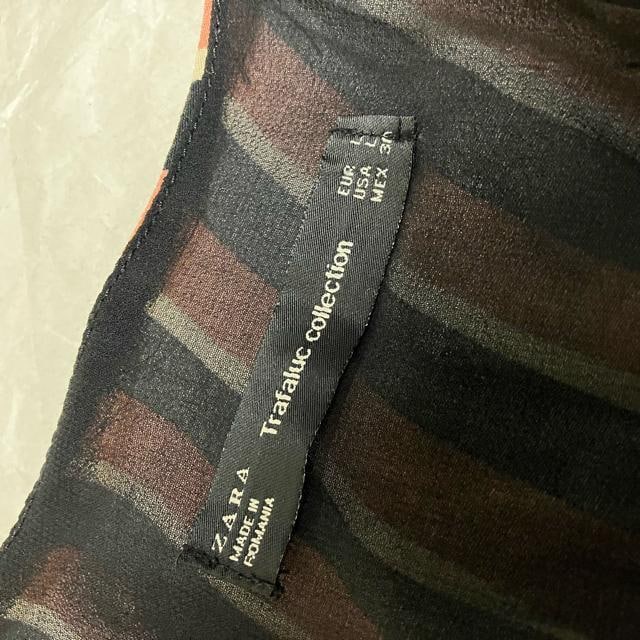 ZARA
MADE IN
ROMANIA
Trafaluc collection
EUR L
USA L
MEX 30